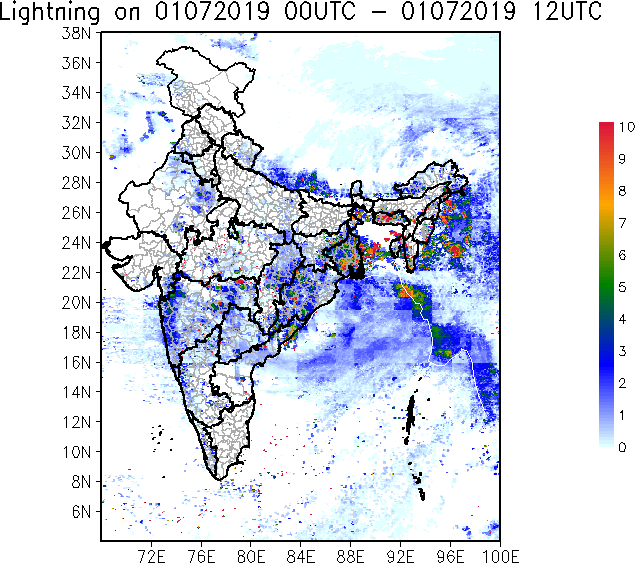 Lightning on 01072019 00UTC – 01072019 12UTC
38N
36N
34N
32N
30N
28N
26N
24N
22N
20N
18N
16N
14N
12N
10N
8N
6N
72E 76E 80E 84E 88E 92E 96E 100E
10
9
8
7
6
5
4
3
2
1
0